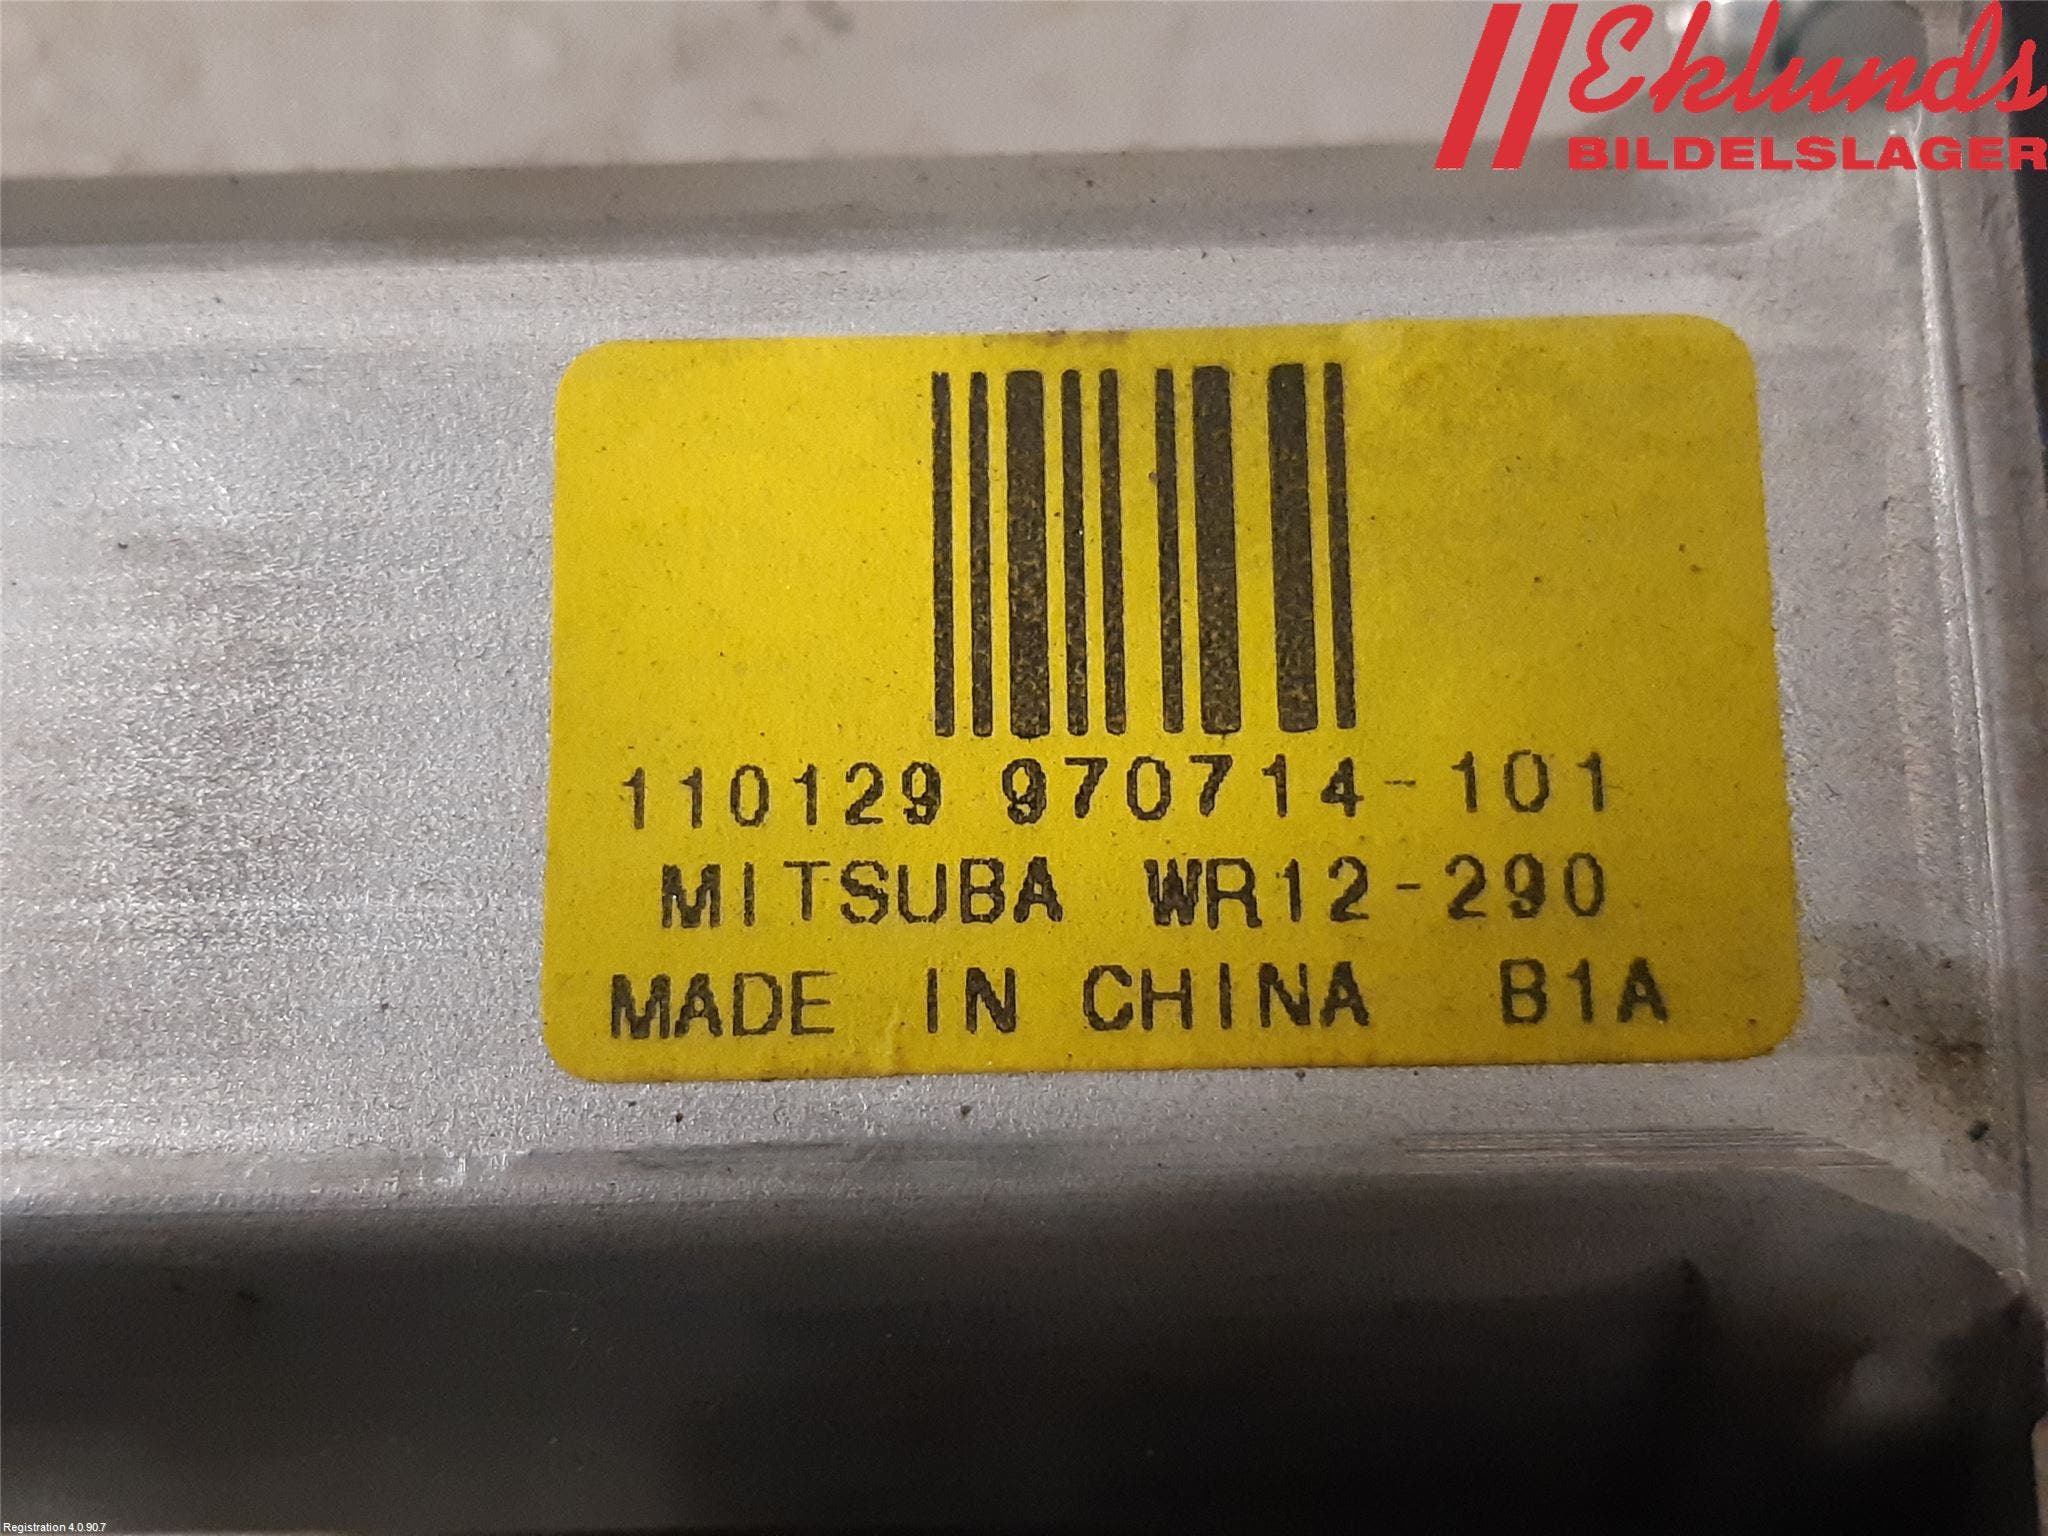 Eklunds
BILDELSLAGER
110129 970714-101
MITSUBA WR12-290
MADE IN CHINA B1A
Registration 4.0.90.7